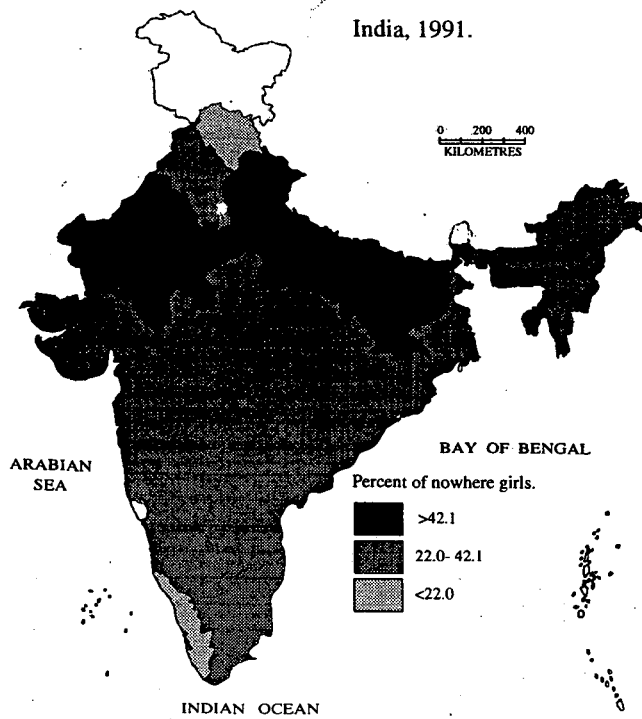 India, 1991.
0 200 400
KILOMETRES
ARABIAN
SEA
BAY OF BENGAL
Percent of nowhere girls.
>42.1
22.0- 42.1
<22.0
INDIAN OCEAN